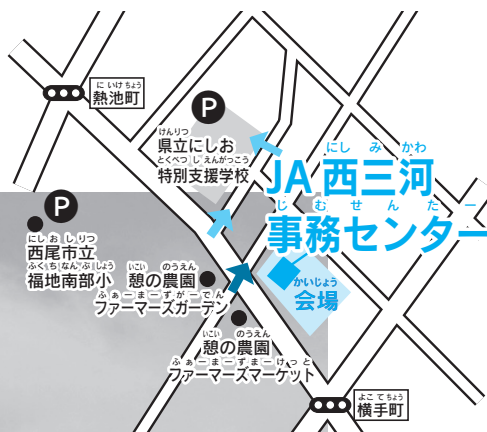 にいけちょう
熱池町
P
けんりつ
県立にしお
とくべつしえんがっこう
特別支援学校
にしみかわ
JA 西三河
じむせんたー
事務センター
P
にしおしりつ
西尾市立
ふくちなんぶしょう
福地南部小
いこい のうえん
憩の農園
ふぁーまーずがーでん
ファーマーズガーデン
かいじょう
会場
いこい のうえん
憩の農園
ふぁーまーずまーけっと
ファーマーズマーケット
よこてちょう
横手町